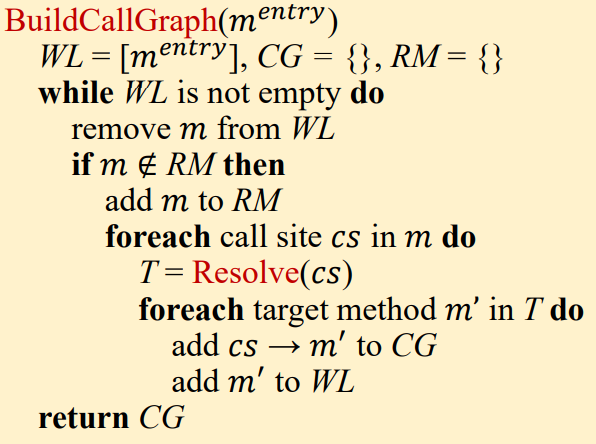 BuildCallGraph(m^entry)
WL = [m^entry], CG = {}, RM = {}
while WL is not empty do
remove m from WL
if m ∉ RM then
add m to RM
foreach call site cs in m do
T = Resolve(cs)
foreach target method m’ in T do
add cs → m′ to CG
add m′ to WL
return CG